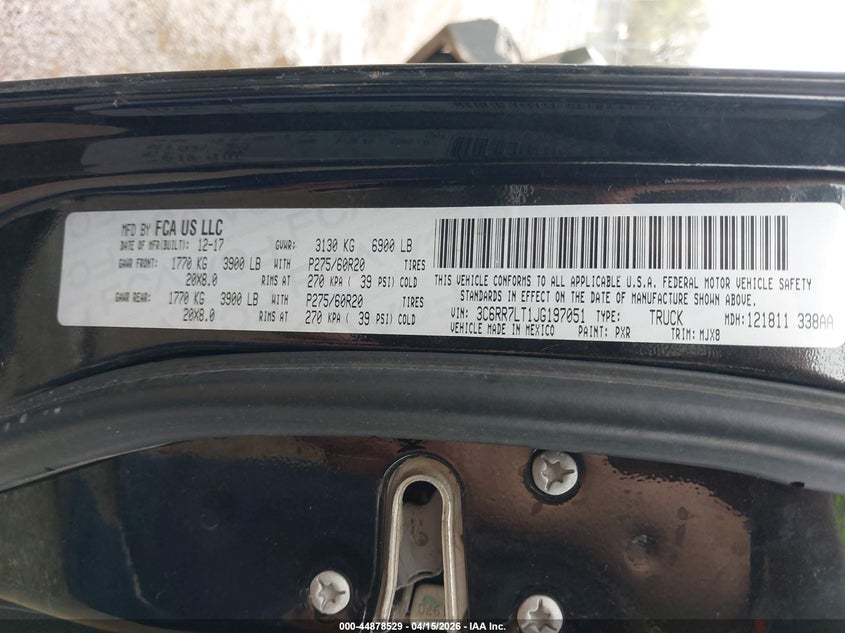 MFD BY FCA US LLC
DATE OF MFR(BUILT): 12-17 GVWR: 3130 KG 6900 LB
GAWR FRONT: 1770 KG 3900 LB WITH P275/60R20 TIRES
20X8.0 RIMS AT 270 KPA ( 39 PSI) COLD
GAWR REAR: 1770 KG 3900 LB WITH P275/60R20 TIRES
20X8.0 RIMS AT 270 KPA ( 39 PSI) COLD
THIS VEHICLE CONFORMS TO ALL APPLICABLE U.S.A. FEDERAL MOTOR VEHICLE SAFETY
STANDARDS IN EFFECT ON THE DATE OF MANUFACTURE SHOWN ABOVE.
VIN: 3C6RR7LT1JG197051 TYPE: TRUCK MDH: 121811 338AA
VEHICLE MADE IN MEXICO PAINT: PXR TRIM: MJX8
000-44878529 - 04/15/2026 - IAA Inc.